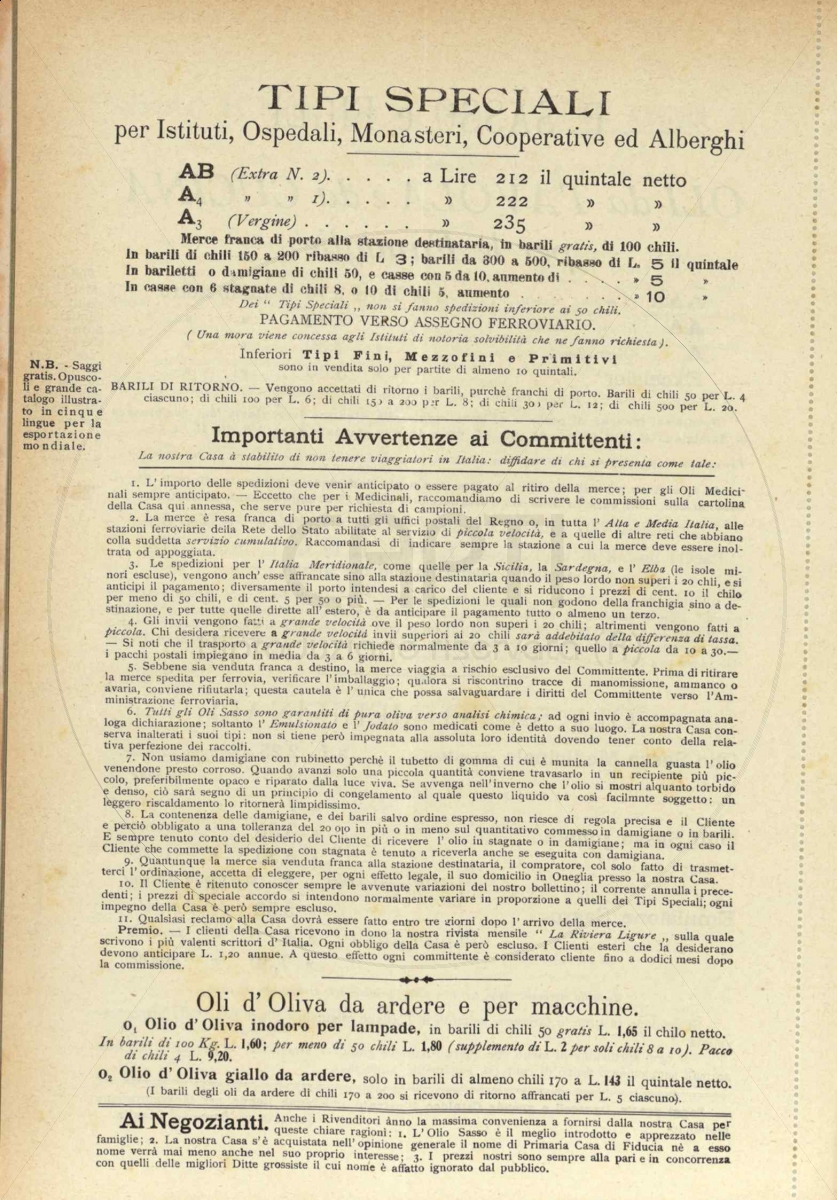 TIPI SPECIALI
per Istituti, Ospedali, Monasteri, Cooperative ed Alberghi
AB (Extra N. 2). . . . . a Lire 212 il quintale netto
A4 " " 1). . . . . » 222 » »
A3 (Vergine) . . . . . . » 235 » »
Merce franca di porto alla stazione destinataria, in barili gratis, di 100 chili.
In barili di chili 150 a 200 ribasso di L 3; barili da 300 a 500, ribasso di L. 5 il quintale
In bariletti o damigiane di chili 50, e casse con 5 da 10, aumento di . . . . » 5 »
In casse con 6 stagnate di chili 8, o 10 di chili 5, aumento . . . . . . » 10 »
Dei " Tipi Speciali „ non si fanno spedizioni inferiore ai 50 chili.
PAGAMENTO VERSO ASSEGNO FERROVIARIO.
( Una mora viene concessa agli Istituti di notoria solvibilità che ne fanno richiesta ).
Inferiori Tipi Fini, Mezzofini e Primitivi
sono in vendita solo per partite di almeno 10 quintali.
N.B. - Saggi
gratis. Opusco-
li e grande ca-
talogo illustra-
to in cinque
lingue per la
esportazione
mondiale.
BARILI DI RITORNO. — Vengono accettati di ritorno i barili, purchè franchi di porto. Barili di chili 50 per L. 4
ciascuno; di chili 100 per L. 6; di chili 150 a 200 per L. 8; di chili 300 per L. 12; di chili 500 per L. 20.
Importanti Avvertenze ai Committenti:
La nostra Casa à stabilito di non tenere viaggiatori in Italia: diffidare di chi si presenta come tale:
1. L' importo delle spedizioni deve venir anticipato o essere pagato al ritiro della merce; per gli Oli Medici-
nali sempre anticipato. — Eccetto che per i Medicinali, raccomandiamo di scrivere le commissioni sulla cartolina
della Casa qui annessa, che serve pure per richiesta di campioni.
2. La merce è resa franca di porto a tutti gli uffici postali del Regno o, in tutta l' Alta e Media Italia, alle
stazioni ferroviarie della Rete dello Stato abilitate al servizio di piccola velocità, e a quelle di altre reti che abbiano
colla suddetta servizio cumulativo. Raccomandasi di indicare sempre la stazione a cui la merce deve essere inol-
trata od appoggiata.
3. Le spedizioni per l' Italia Meridionale, come quelle per la Sicilia, la Sardegna, e l' Elba (le isole mi-
nori escluse), vengono anch' esse affrancate sino alla stazione destinataria quando il peso lordo non superi i 20 chili, e si
anticipi il pagamento; diversamente il porto intendesi a carico del cliente e si riducono i prezzi di cent. 10 il chilo
per meno di 50 chili, e di cent. 5 per 50 o più. — Per le spedizioni le quali non godono della franchigia sino a de-
stinazione, e per tutte quelle dirette all' estero, è da anticipare il pagamento tutto o almeno un terzo.
4. Gli invii vengono fatti a grande velocità ove il peso lordo non superi i 20 chili; altrimenti vengono fatti a
piccola. Chi desidera ricevere a grande velocità invii superiori ai 20 chili sarà addebitato della differenza di tassa.
— Si noti che il trasporto a grande velocità richiede normalmente da 3 a 10 giorni; quello a piccola da 10 a 30.—
i pacchi postali impiegano in media da 3 a 6 giorni.
5. Sebbene sia venduta franca a destino, la merce viaggia a rischio esclusivo del Committente. Prima di ritirare
la merce spedita per ferrovia, verificare l'imballaggio; qualora si riscontrino tracce di manomissione, ammanco o
avaria, conviene rifiutarla; questa cautela è l' unica che possa salvaguardare i diritti del Committente verso l'Am-
ministrazione ferroviaria.
6. Tutti gli Oli Sasso sono garantiti di pura oliva verso analisi chimica; ad ogni invio è accompagnata ana-
loga dichiarazione; soltanto l' Emulsionato e l' Jodato sono medicati come è detto a suo luogo. La nostra Casa con-
serva inalterati i suoi tipi: non si tiene però impegnata alla assoluta loro identità dovendo tener conto della rela-
tiva perfezione dei raccolti.
7. Non usiamo damigiane con rubinetto perchè il tubetto di gomma di cui è munita la cannella guasta l' olio
venendone presto corroso. Quando avanzi solo una piccola quantità conviene travasarlo in un recipiente più pic-
colo, preferibilmente opaco e riparato dalla luce viva. Se avvenga nell'inverno che l'olio si mostri alquanto torbido
e denso, ciò sarà segno di un principio di congelamento al quale questo liquido va così facilmnte soggetto: un
leggero riscaldamento lo ritornerà limpidissimo.
8. La contenenza delle damigiane, e dei barili salvo ordine espresso, non riesce di regola precisa e il Cliente
e perciò obbligato a una tolleranza del 20 o|o in più o in meno sul quantitativo commesso in damigiane o in barili.
E sempre tenuto conto del desiderio del Cliente di ricevere l' olio in stagnate o in damigiane; ma in ogni caso il
Cliente che commette la spedizione con stagnata è tenuto a riceverla anche se eseguita con damigiana.
9. Quantunque la merce sia venduta franca alla stazione destinataria, il compratore, col solo fatto di trasmet-
terci l'ordinazione, accetta di eleggere, per ogni effetto legale, il suo domicilio in Oneglia presso la nostra Casa.
10. Il Cliente è ritenuto conoscer sempre le avvenute variazioni del nostro bollettino; il corrente annulla i prece-
denti; i prezzi di speciale accordo si intendono normalmente variare in proporzione a quelli dei Tipi Speciali; ogni
impegno della Casa è però sempre escluso.
11. Qualsiasi reclamo alla Casa dovrà essere fatto entro tre ziorni dopo l' arrivo della merce.
Premio. — I clienti della Casa ricevono in dono la nostra rivista mensile " La Riviera Ligure „ sulla quale
scrivono i più valenti scrittori d' Italia. Ogni obbligo della Casa è però escluso. I Clienti esteri che la desiderano
devono anticipare L. 1,20 annue. A questo effetto ogni committente è considerato cliente fino a dodici mesi dopo
la commissione.
Oli d' Oliva da ardere e per macchine.
O1 Olio d' Oliva inodoro per lampade, in barili di chili 50 gratis L. 1,65 il chilo netto.
In barili di 100 Kg. L. 1,60; per meno di 50 chili L. 1,80 (supplemento di L. 2 per soli chili 8 a 10). Pacco
di chili 4 L. 9,20.
O2 Olio d' Oliva giallo da ardere, solo in barili di almeno chili 170 a L. 143 il quintale netto.
(I barili degli oli da ardere di chili 170 a 200 si ricevono di ritorno affrancati per L. 5 ciascuno).
Ai Negozianti. Anche i Rivenditori ànno la massima convenienza a fornirsi dalla nostra Casa per
queste chiare ragioni: 1. L' Olio Sasso è il meglio introdotto e apprezzato nelle
famiglie; 2. La nostra Casa s'è acquistata nell'opinione generale il nome di Primaria Casa di Fiducia nè a esso
nome verrà mai meno anche nel suo proprio interesse; 3. I prezzi nostri sono sempre alla pari e in concorrenza
con quelli delle migliori Ditte grossiste il cui nome è affatto ignorato dal pubblico.